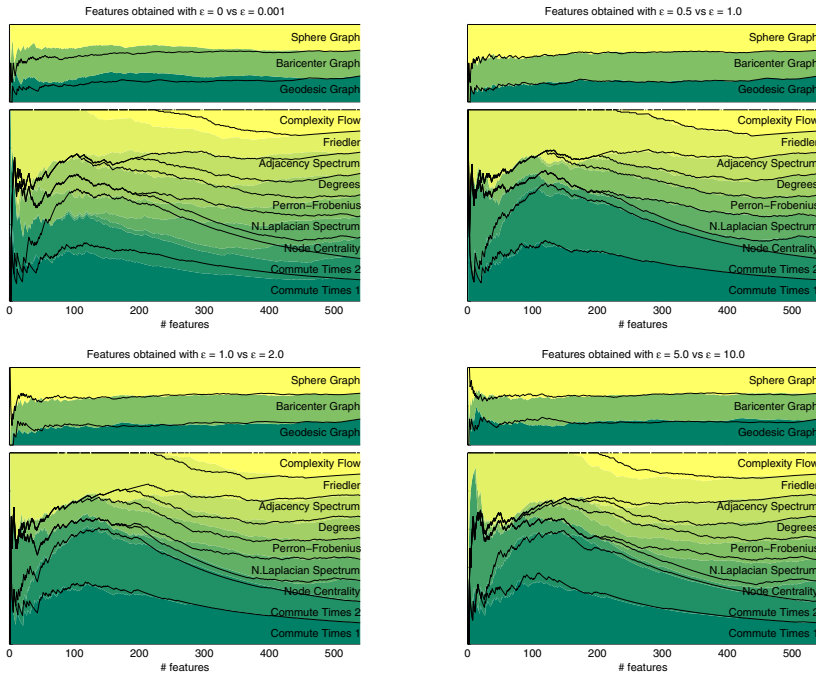 Features obtained with ε = 0 vs ε = 0.001
Sphere Graph
Baricenter Graph
Geodesic Graph
Complexity Flow
Friedler
Adjacency Spectrum
Degrees
Perron−Frobenius
N.Laplacian Spectrum
Node Centrality
Commute Times 2
Commute Times 1
0 100 200 300 400 500
# features
Features obtained with ε = 0.5 vs ε = 1.0
Sphere Graph
Baricenter Graph
Geodesic Graph
Complexity Flow
Friedler
Adjacency Spectrum
Degrees
Perron−Frobenius
N.Laplacian Spectrum
Node Centrality
Commute Times 2
Commute Times 1
0 100 200 300 400 500
# features
Features obtained with ε = 1.0 vs ε = 2.0
Sphere Graph
Baricenter Graph
Geodesic Graph
Complexity Flow
Friedler
Adjacency Spectrum
Degrees
Perron−Frobenius
N.Laplacian Spectrum
Node Centrality
Commute Times 2
Commute Times 1
0 100 200 300 400 500
# features
Features obtained with ε = 5.0 vs ε = 10.0
Sphere Graph
Baricenter Graph
Geodesic Graph
Complexity Flow
Friedler
Adjacency Spectrum
Degrees
Perron−Frobenius
N.Laplacian Spectrum
Node Centrality
Commute Times 2
Commute Times 1
0 100 200 300 400 500
# features